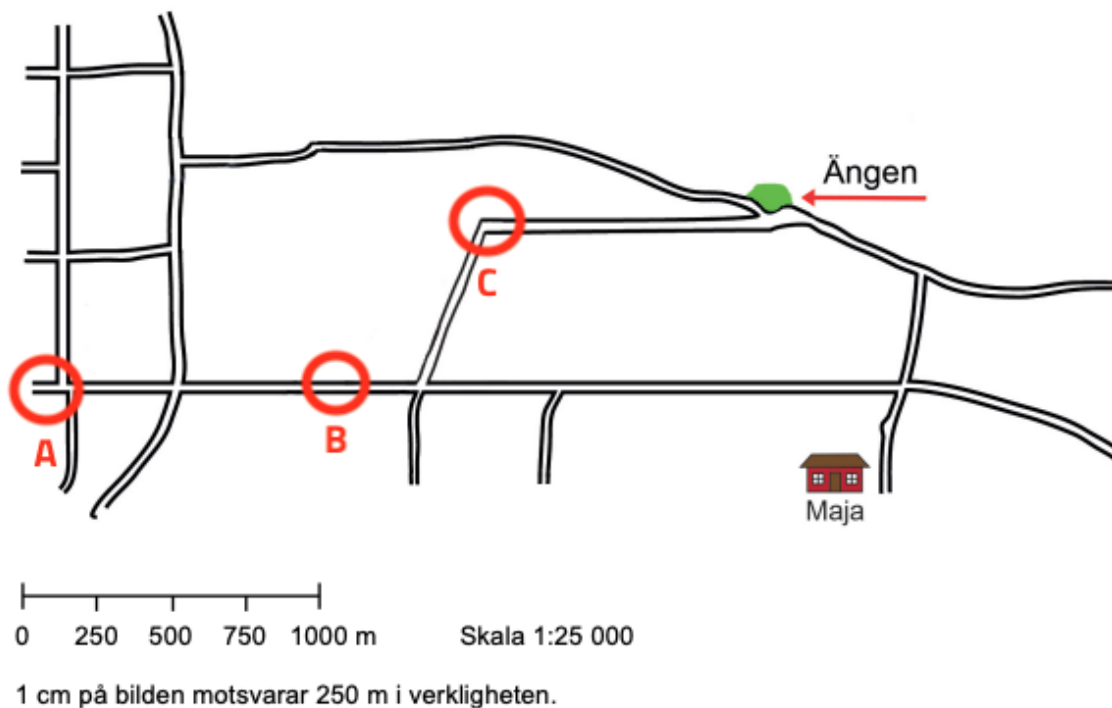 Ängen
C
A
B
Maja
0 250 500 750 1000 m
Skala 1:25 000
1 cm på bilden motsvarar 250 m i verkligheten.